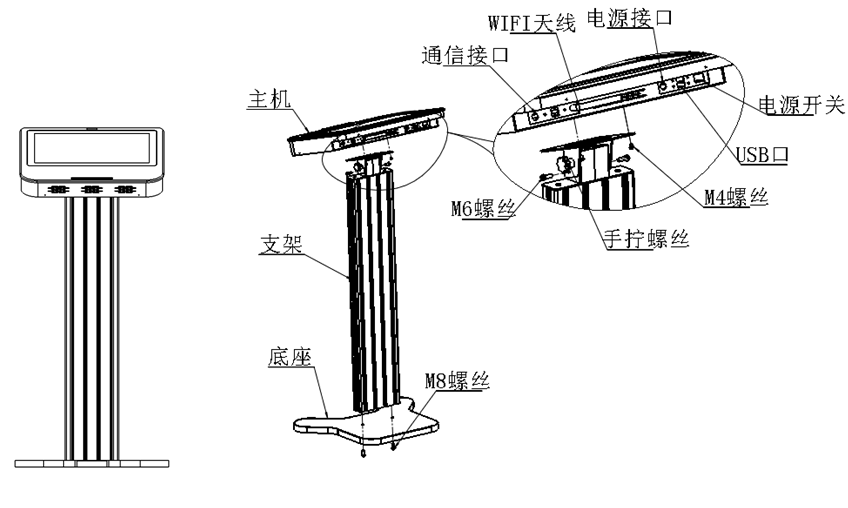 WIFI天线
电源接口
通信接口
主机
电源开关
USB口
M4螺丝
M6螺丝
手拧螺丝
支架
底座
M8螺丝